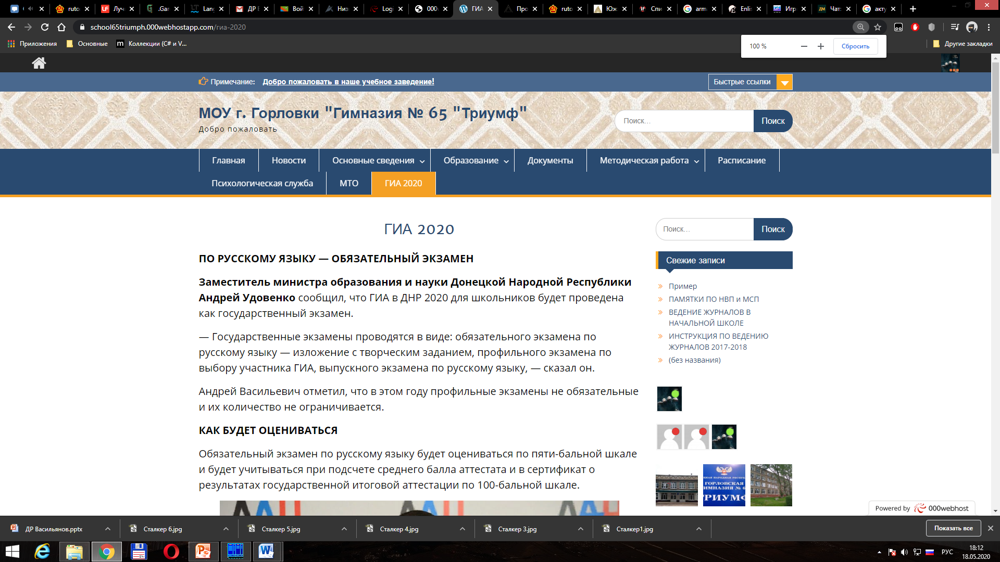 ruto
Луч
.Gar
Lang
ДР Е
Вой
Низ
Logi
000v
ГИА
Про
ruto
Юж
Спи
arm
Enlis
Игр
Чат
акту
school65triumph.000webhostapp.com/гиа-2020
Приложения
Основные
Коллекции (C# и V...
Другие закладки
100 %
Сбросить
Примечание: Добро пожаловать в наше учебное заведение!
Быстрые ссылки
МОУ г. Горловки "Гимназия № 65 "Триумф"
Добро пожаловать
Поиск...
Поиск
Главная
Новости
Основные сведения
Образование
Документы
Методическая работа
Расписание
Психологическая служба
МТО
ГИА 2020
ГИА 2020
ПО РУССКОМУ ЯЗЫКУ — ОБЯЗАТЕЛЬНЫЙ ЭКЗАМЕН
Заместитель министра образования и науки Донецкой Народной Республики
Андрей Удовенко сообщил, что ГИА в ДНР 2020 для школьников будет проведена
как государственный экзамен.
— Государственные экзамены проводятся в виде: обязательного экзамена по
русскому языку — изложение с творческим заданием, профильного экзамена по
выбору участника ГИА, выпускного экзамена по русскому языку, — сказал он.
Андрей Васильевич отметил, что в этом году профильные экзамены не обязательные
и их количество не ограничивается.
КАК БУДЕТ ОЦЕНИВАТЬСЯ
Обязательный экзамен по русскому языку будет оцениваться по пяти-бальной шкале
и будет учитываться при подсчете среднего балла аттестата и в сертификат о
результатах государственной итоговой аттестации по 100-бальной шкале.
Поиск...
Поиск
Свежие записи
Пример
ПАМЯТКИ ПО НВП и МСП
ВЕДЕНИЕ ЖУРНАЛОВ В
НАЧАЛЬНОЙ ШКОЛЕ
ИНСТРУКЦИЯ ПО ВЕДЕНИЮ
ЖУРНАЛОВ 2017-2018
(без названия)
ГОРЛОВСКАЯ
ТРИУМФ
Powered by 000webhost
ДР Васильянов.pptx
Сталкер 6.jpg
Сталкер 5.jpg
Сталкер 4.jpg
Сталкер 3.jpg
Сталкер1.jpg
Показать все
РУС
18:12
18.05.2020